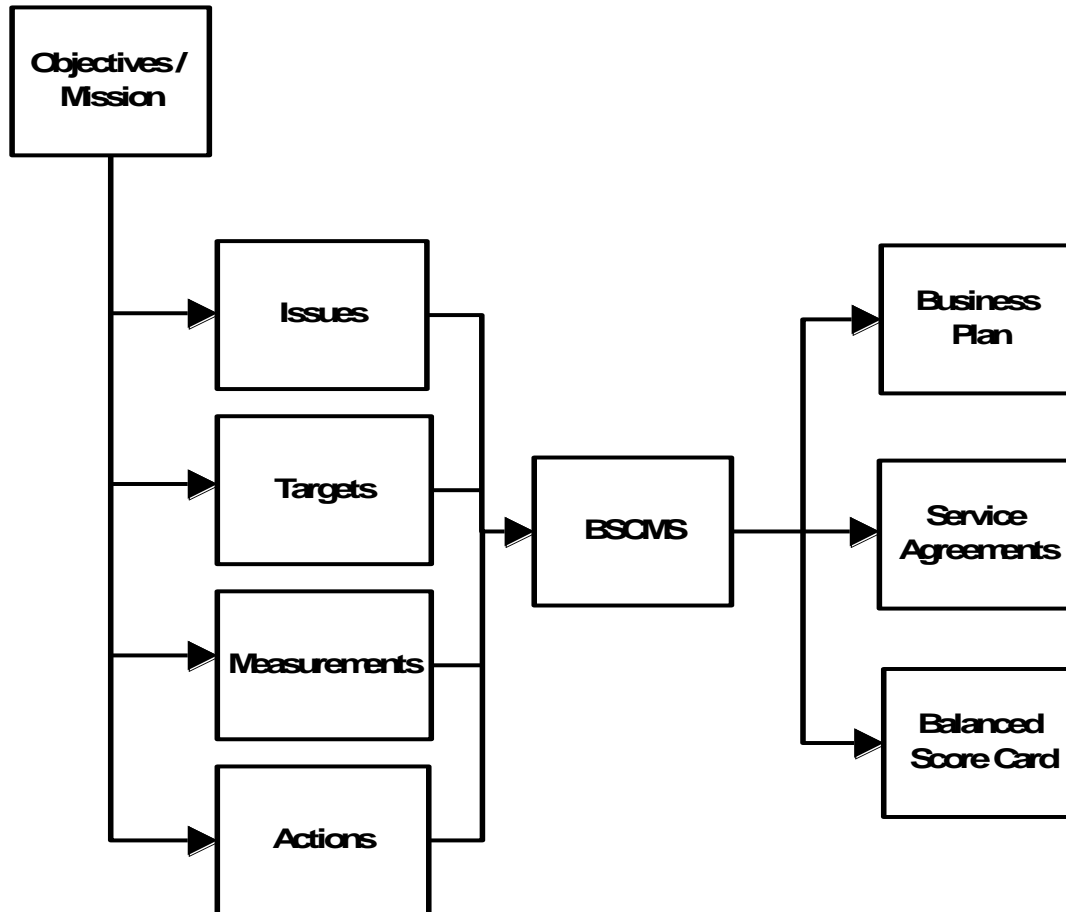 Objectives /
Mission
Issues
Targets
Measurements
Actions
BSCMS
Business
Plan
Service
Agreements
Balanced
Score Card